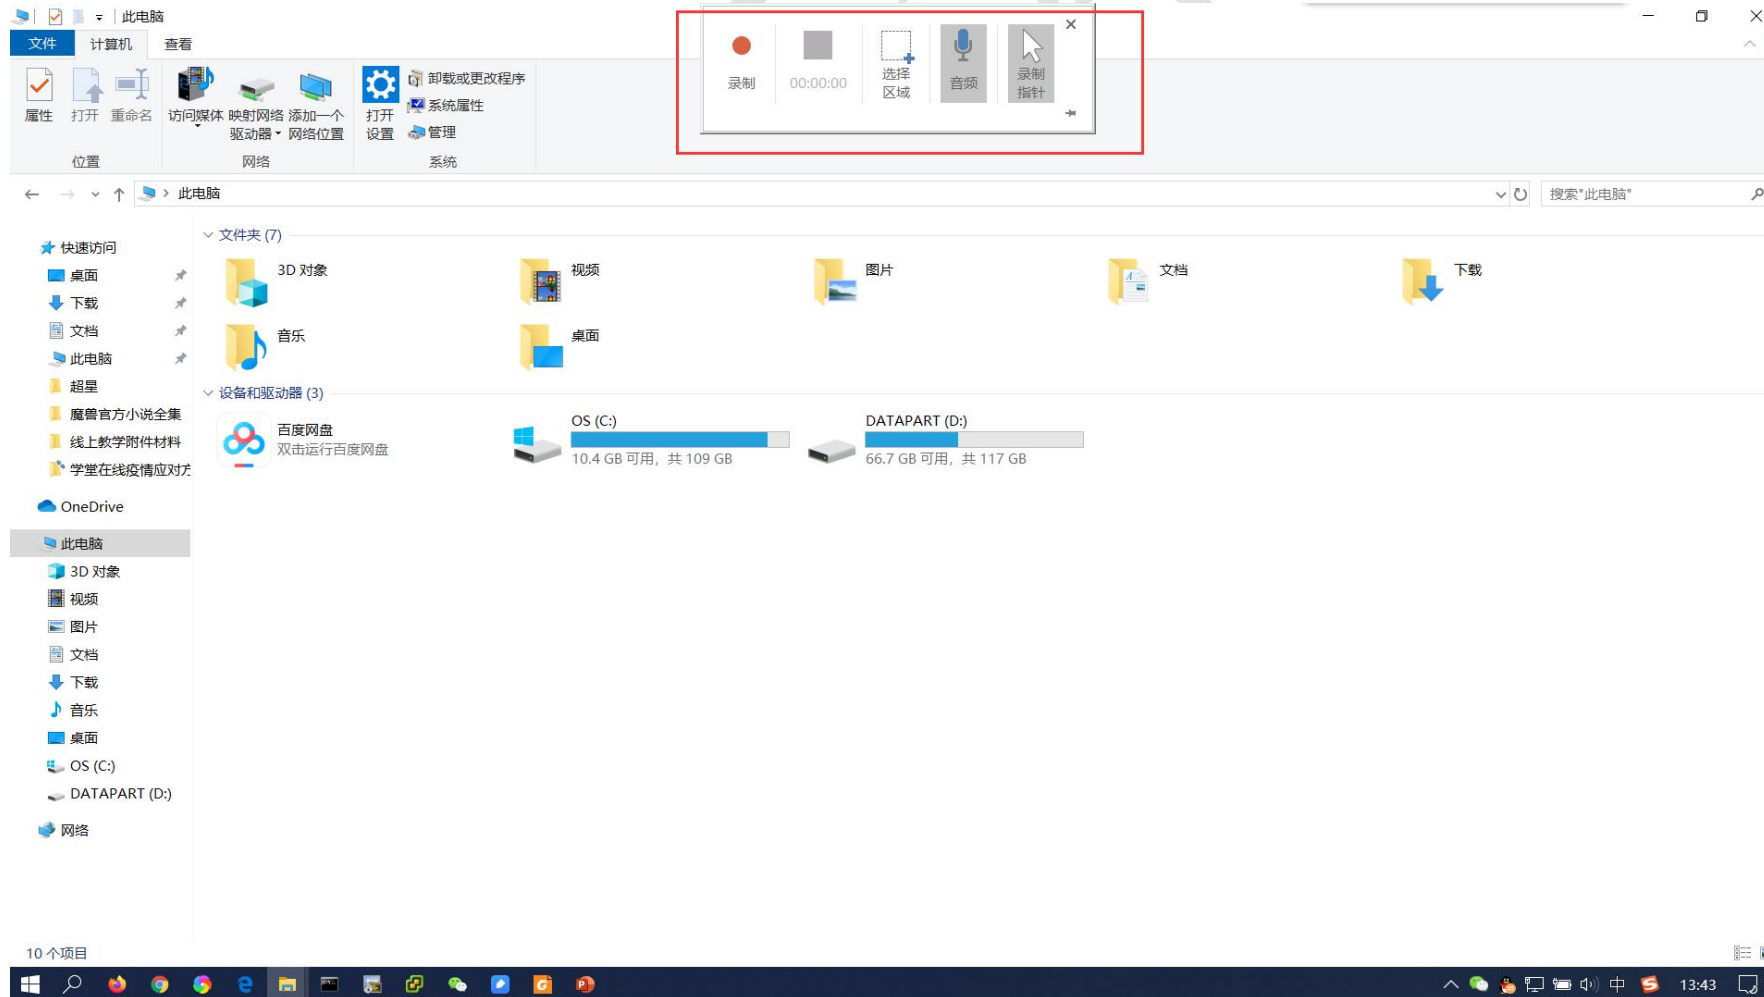 此电脑
文件 计算机 查看
属性 打开 重命名 访问媒体 映射网络 驱动器 添加一个 网络位置 打开 设置 卸载或更改程序
系统属性
管理
位置 网络 系统
录制 00:00:00 选择 区域 音频 录制 指针
此电脑 搜索"此电脑"
快速访问
桌面
下载
文档
此电脑
超星
魔兽官方小说全集
线上教学附件材料
学堂在线疫情应对方
OneDrive
此电脑
3D 对象
视频
图片
文档
下载
音乐
桌面
OS (C:)
DATAPART (D:)
网络
文件夹 (7)
3D 对象 视频 图片 文档 下载
音乐 桌面
设备和驱动器 (3)
百度网盘
双击运行百度网盘
OS (C:)
10.4 GB 可用, 共 109 GB
DATAPART (D:)
66.7 GB 可用, 共 117 GB
10 个项目
中 13:43